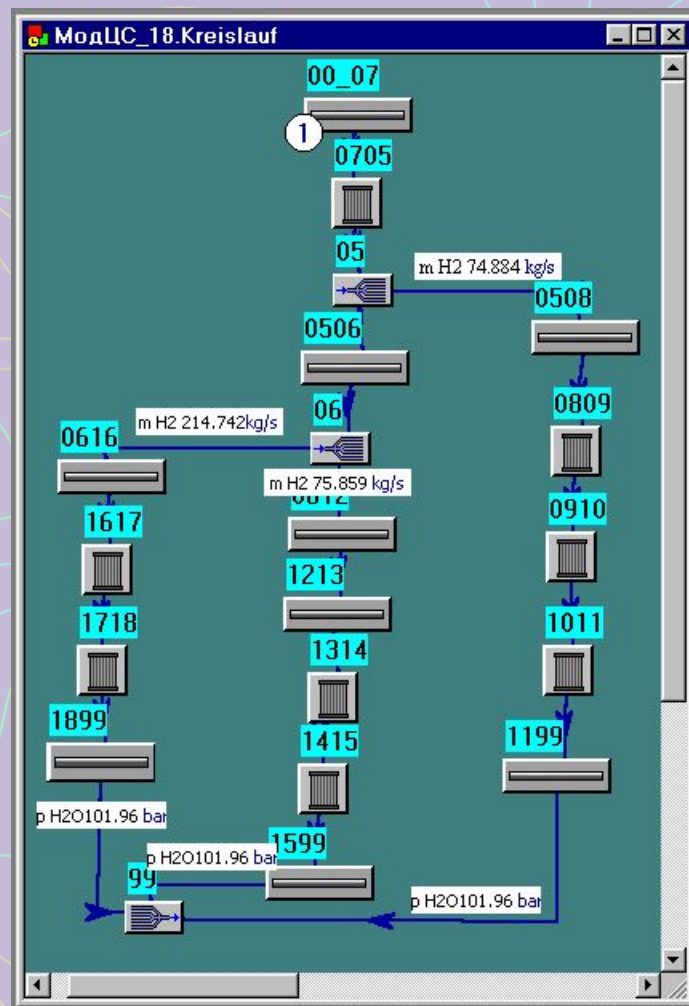 МодЦС_18.Kreislauf
00_07
1
0705
05
m H2 74.884 kg/s
0508
0506
06
0809
m H2 214.742kg/s
0616
m H2 75.859 kg/s
0910
1617
1213
1718
1011
1314
1899
1415
1199
p H2O101.96 bar
1599
p H2O101.96 bar
99
p H2O101.96 bar